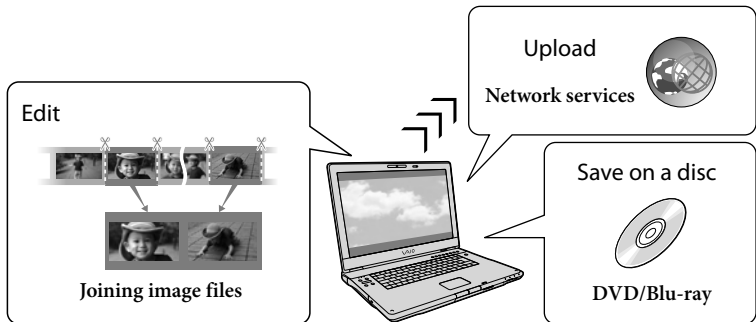 Edit
Joining image files
Upload
Network services
Save on a disc
DVD/Blu-ray
VAIO